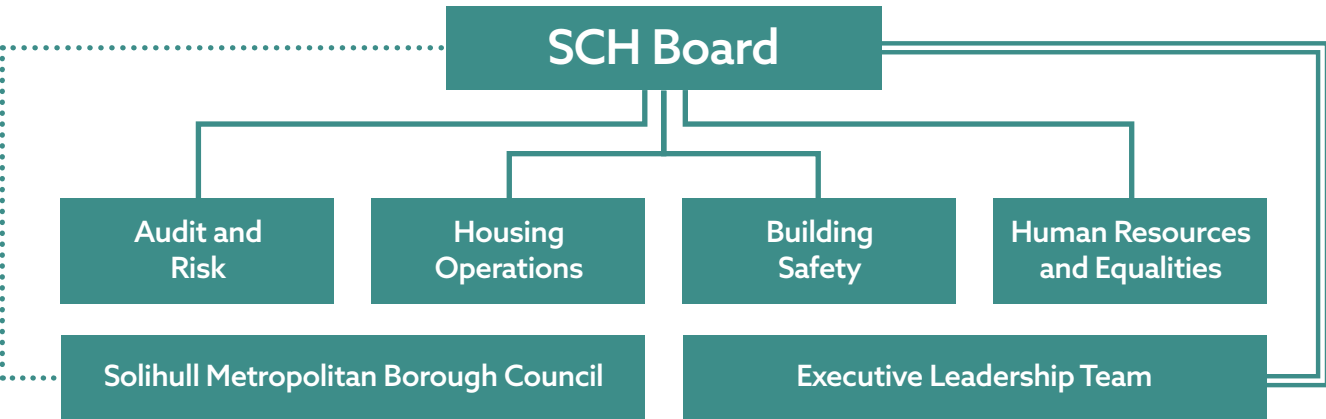 SCH Board
Audit and
Risk
Housing
Operations
Building
Safety
Human Resources
and Equalities
Solihull Metropolitan Borough Council
Executive Leadership Team